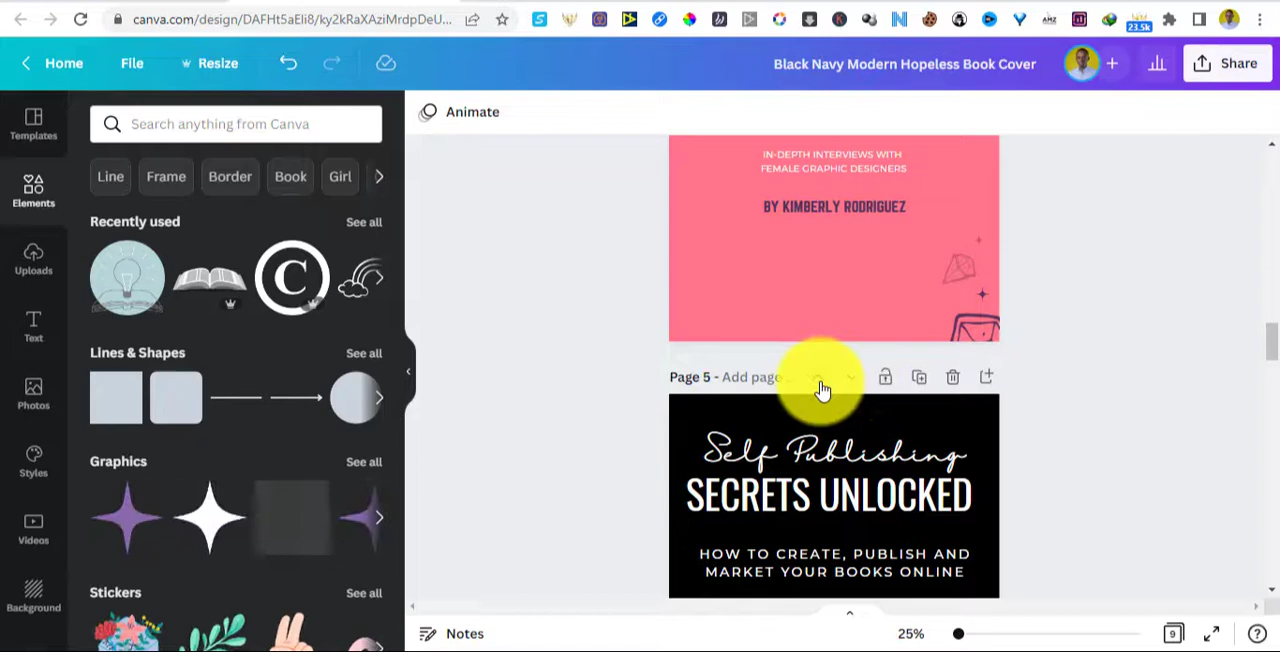 canva.com/design/DAFHt5aEli8/ky2kRaXAziMrdpDeU...
23.5k
Home
File
Resize
Black Navy Modern Hopeless Book Cover
Share
Templates
Elements
Uploads
Text
Photos
Styles
Videos
Background
Search anything from Canva
Line
Frame
Border
Book
Girl
Recently used
See all
C
Lines & Shapes
See all
Graphics
See all
Stickers
See all
Animate
IN-DEPTH INTERVIEWS WITH
FEMALE GRAPHIC DESIGNERS
BY KIMBERLY RODRIGUEZ
Page 5 - Add page
Self Publishing
SECRETS UNLOCKED
HOW TO CREATE, PUBLISH AND
MARKET YOUR BOOKS ONLINE
Notes
25%
9